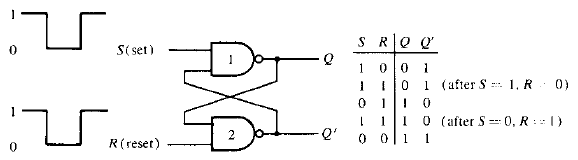 1
0
S (set)
1
Q
1
0
R (reset)
2
Q'
S R Q Q'
1 0 0 1
1 1 0 1 (after S = 1, R = 0)
0 1 1 0
1 1 1 0 (after S = 0, R = 1)
0 0 1 1